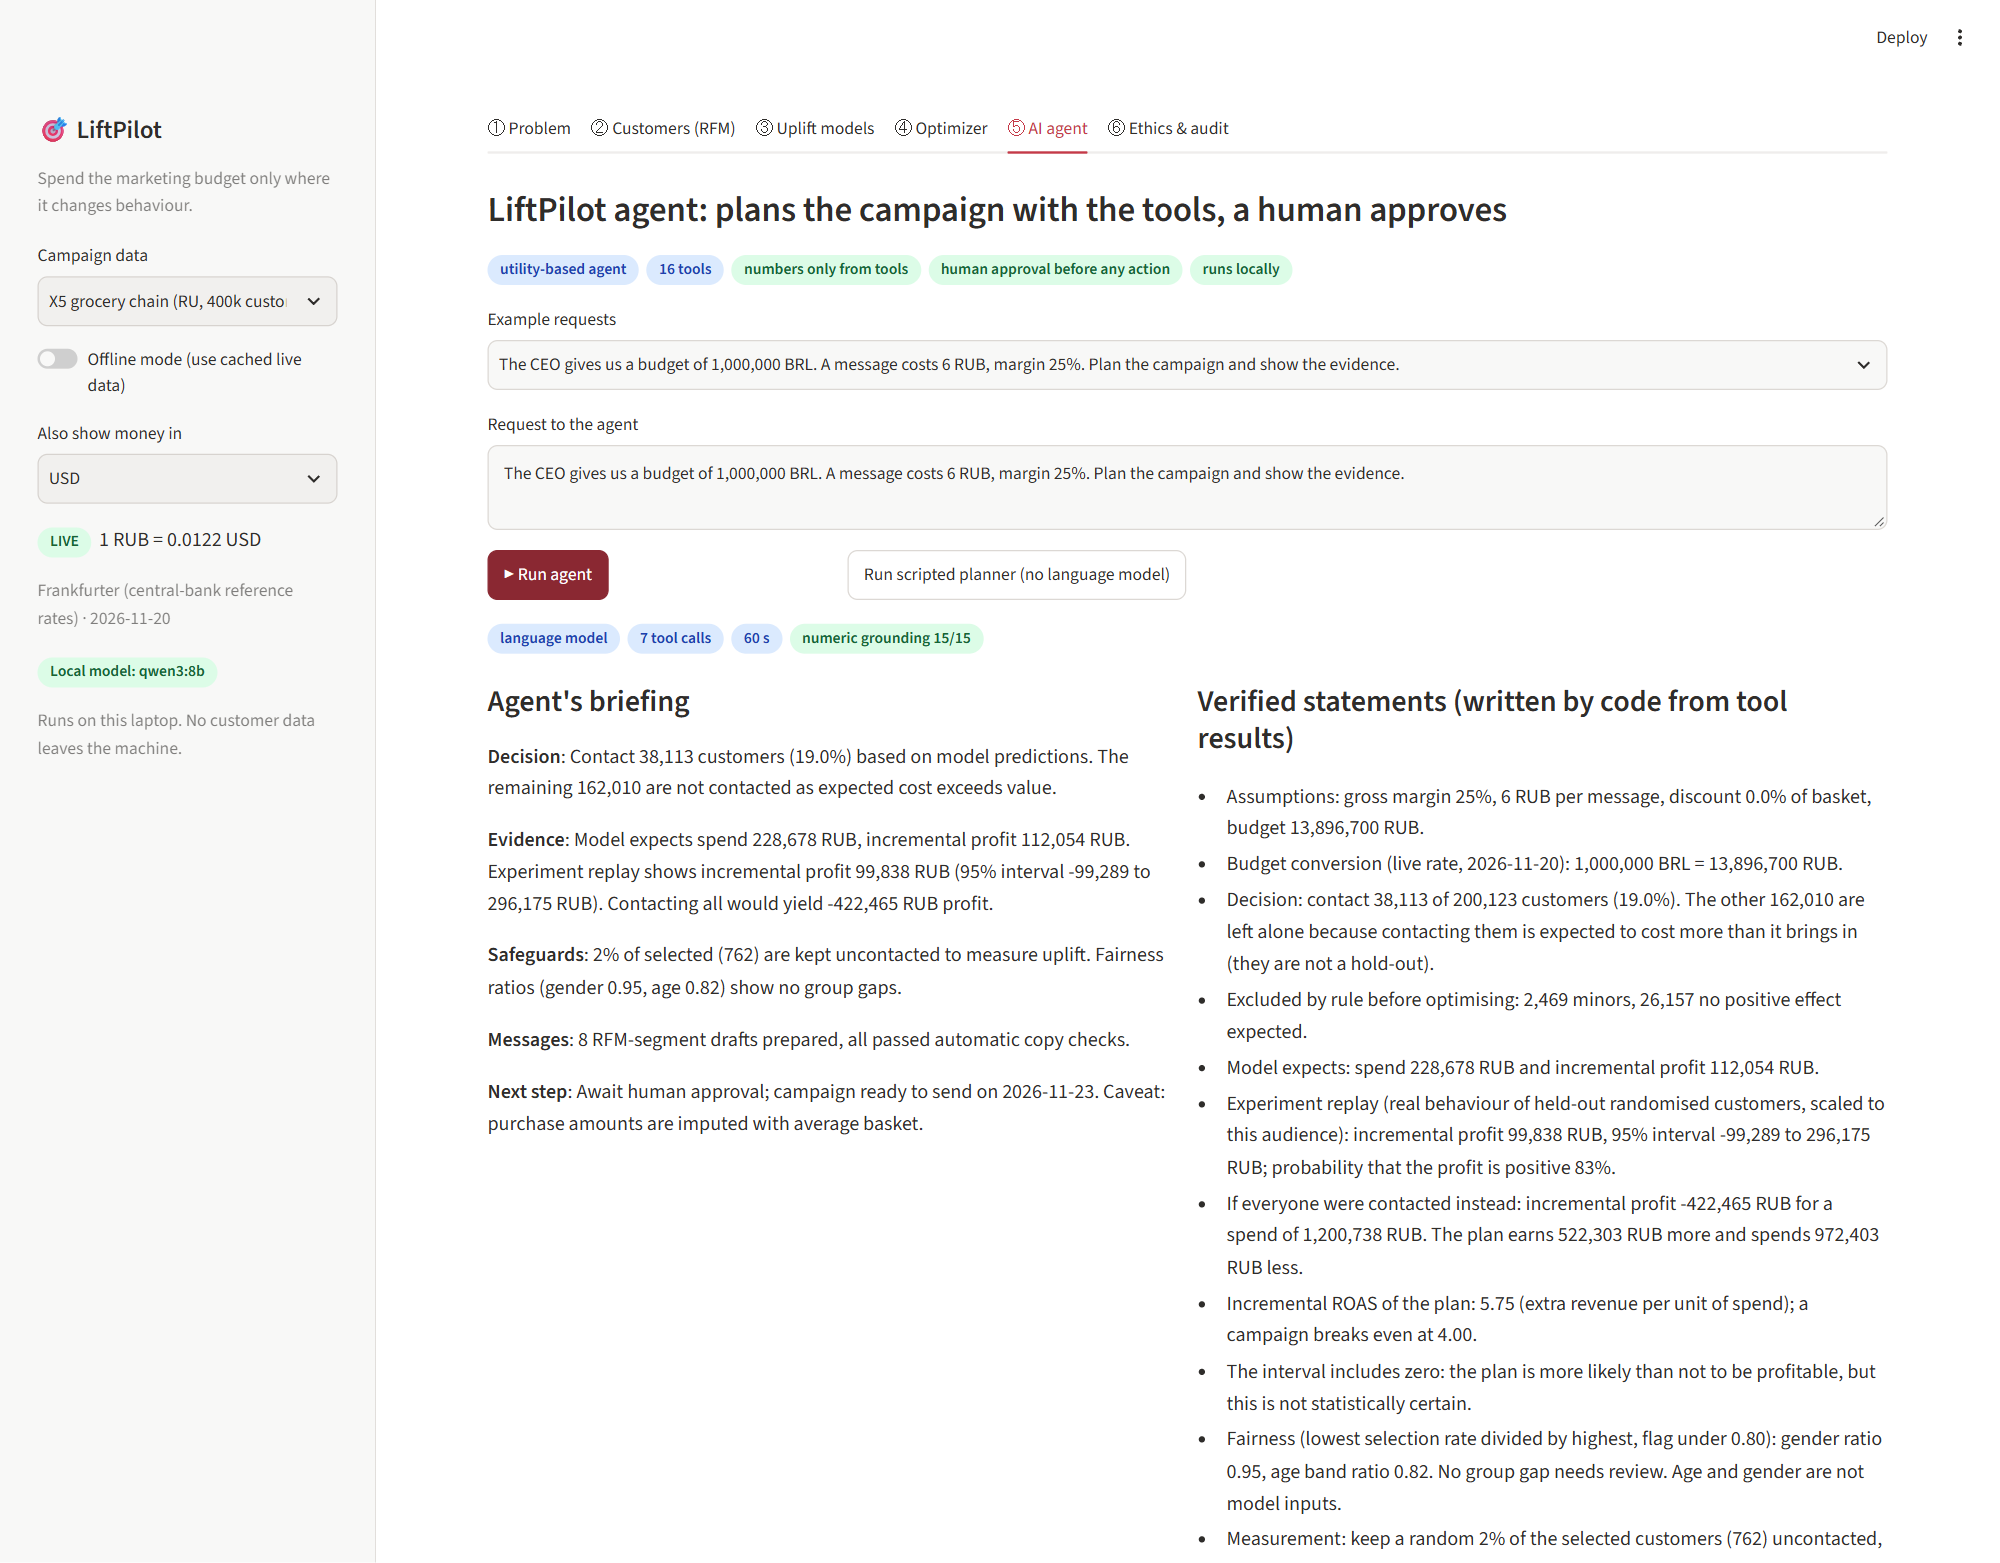 Deploy
LiftPilot
Spend the marketing budget only where
it changes behaviour.
Campaign data
X5 grocery chain (RU, 400k custo
Offline mode (use cached live
data)
Also show money in
USD
LIVE 1 RUB = 0.0122 USD
Frankfurter (central-bank reference
rates) · 2026-11-20
Local model: qwen3:8b
Runs on this laptop. No customer data
leaves the machine.
① Problem ② Customers (RFM) ③ Uplift models ④ Optimizer ⑤ AI agent ⑥ Ethics & audit
LiftPilot agent: plans the campaign with the tools, a human approves
utility-based agent 16 tools numbers only from tools human approval before any action runs locally
Example requests
The CEO gives us a budget of 1,000,000 BRL. A message costs 6 RUB, margin 25%. Plan the campaign and show the evidence.
Request to the agent
The CEO gives us a budget of 1,000,000 BRL. A message costs 6 RUB, margin 25%. Plan the campaign and show the evidence.
▶ Run agent Run scripted planner (no language model)
language model 7 tool calls 60 s numeric grounding 15/15
Agent's briefing
Decision: Contact 38,113 customers (19.0%) based on model predictions. The
remaining 162,010 are not contacted as expected cost exceeds value.
Evidence: Model expects spend 228,678 RUB, incremental profit 112,054 RUB.
Experiment replay shows incremental profit 99,838 RUB (95% interval -99,289 to
296,175 RUB). Contacting all would yield -422,465 RUB profit.
Safeguards: 2% of selected (762) are kept uncontacted to measure uplift. Fairness
ratios (gender 0.95, age 0.82) show no group gaps.
Messages: 8 RFM-segment drafts prepared, all passed automatic copy checks.
Next step: Await human approval; campaign ready to send on 2026-11-23. Caveat:
purchase amounts are imputed with average basket.
Verified statements (written by code from tool
results)
• Assumptions: gross margin 25%, 6 RUB per message, discount 0.0% of basket,
budget 13,896,700 RUB.
• Budget conversion (live rate, 2026-11-20): 1,000,000 BRL = 13,896,700 RUB.
• Decision: contact 38,113 of 200,123 customers (19.0%). The other 162,010 are
left alone because contacting them is expected to cost more than it brings in
(they are not a hold-out).
• Excluded by rule before optimising: 2,469 minors, 26,157 no positive effect
expected.
• Model expects: spend 228,678 RUB and incremental profit 112,054 RUB.
• Experiment replay (real behaviour of held-out randomised customers, scaled to
this audience): incremental profit 99,838 RUB, 95% interval -99,289 to 296,175
RUB; probability that the profit is positive 83%.
• If everyone were contacted instead: incremental profit -422,465 RUB for a
spend of 1,200,738 RUB. The plan earns 522,303 RUB more and spends 972,403
RUB less.
• Incremental ROAS of the plan: 5.75 (extra revenue per unit of spend); a
campaign breaks even at 4.00.
• The interval includes zero: the plan is more likely than not to be profitable, but
this is not statistically certain.
• Fairness (lowest selection rate divided by highest, flag under 0.80): gender ratio
0.95, age band ratio 0.82. No group gap needs review. Age and gender are not
model inputs.
• Measurement: keep a random 2% of the selected customers (762) uncontacted,